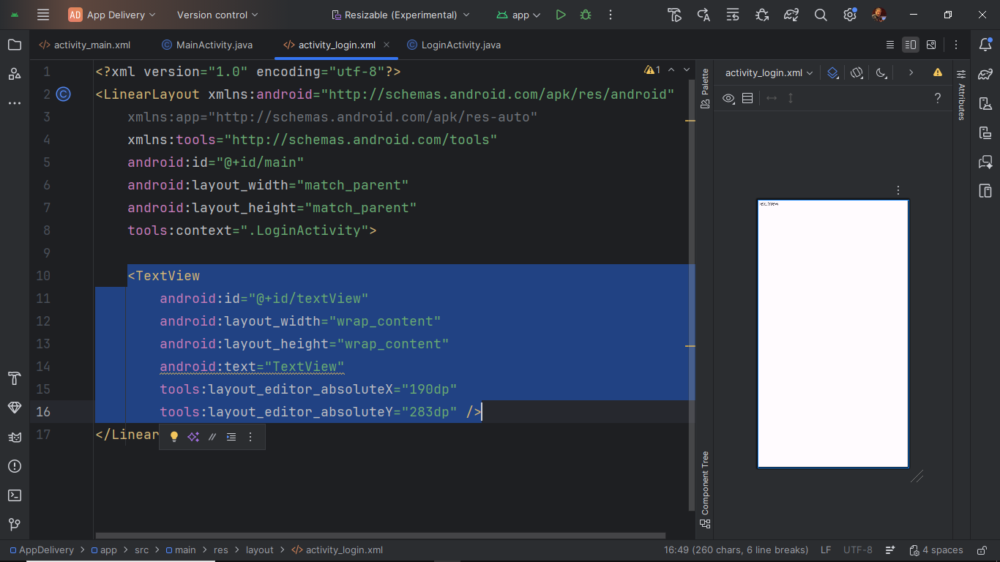 AD App Delivery Version control Resizable (Experimental) app
activity_main.xml MainActivity.java activity_login.xml LoginActivity.java
1 <?xml version="1.0" encoding="utf-8"?>
2 <LinearLayout xmlns:android="http://schemas.android.com/apk/res/android"
3 xmlns:app="http://schemas.android.com/apk/res-auto"
4 xmlns:tools="http://schemas.android.com/tools"
5 android:id="@+id/main"
6 android:layout_width="match_parent"
7 android:layout_height="match_parent"
8 tools:context=".LoginActivity">
9
10 <TextView
11 android:id="@+id/textView"
12 android:layout_width="wrap_content"
13 android:layout_height="wrap_content"
14 android:text="TextView"
15 tools:layout_editor_absoluteX="190dp"
16 tools:layout_editor_absoluteY="283dp" />
17 </Linear
1
Palette
Component Tree
activity_login.xml
?
Attributes
AppDelivery app src main res layout activity_login.xml 16:49 (260 chars, 6 line breaks) LF UTF-8 4 spaces